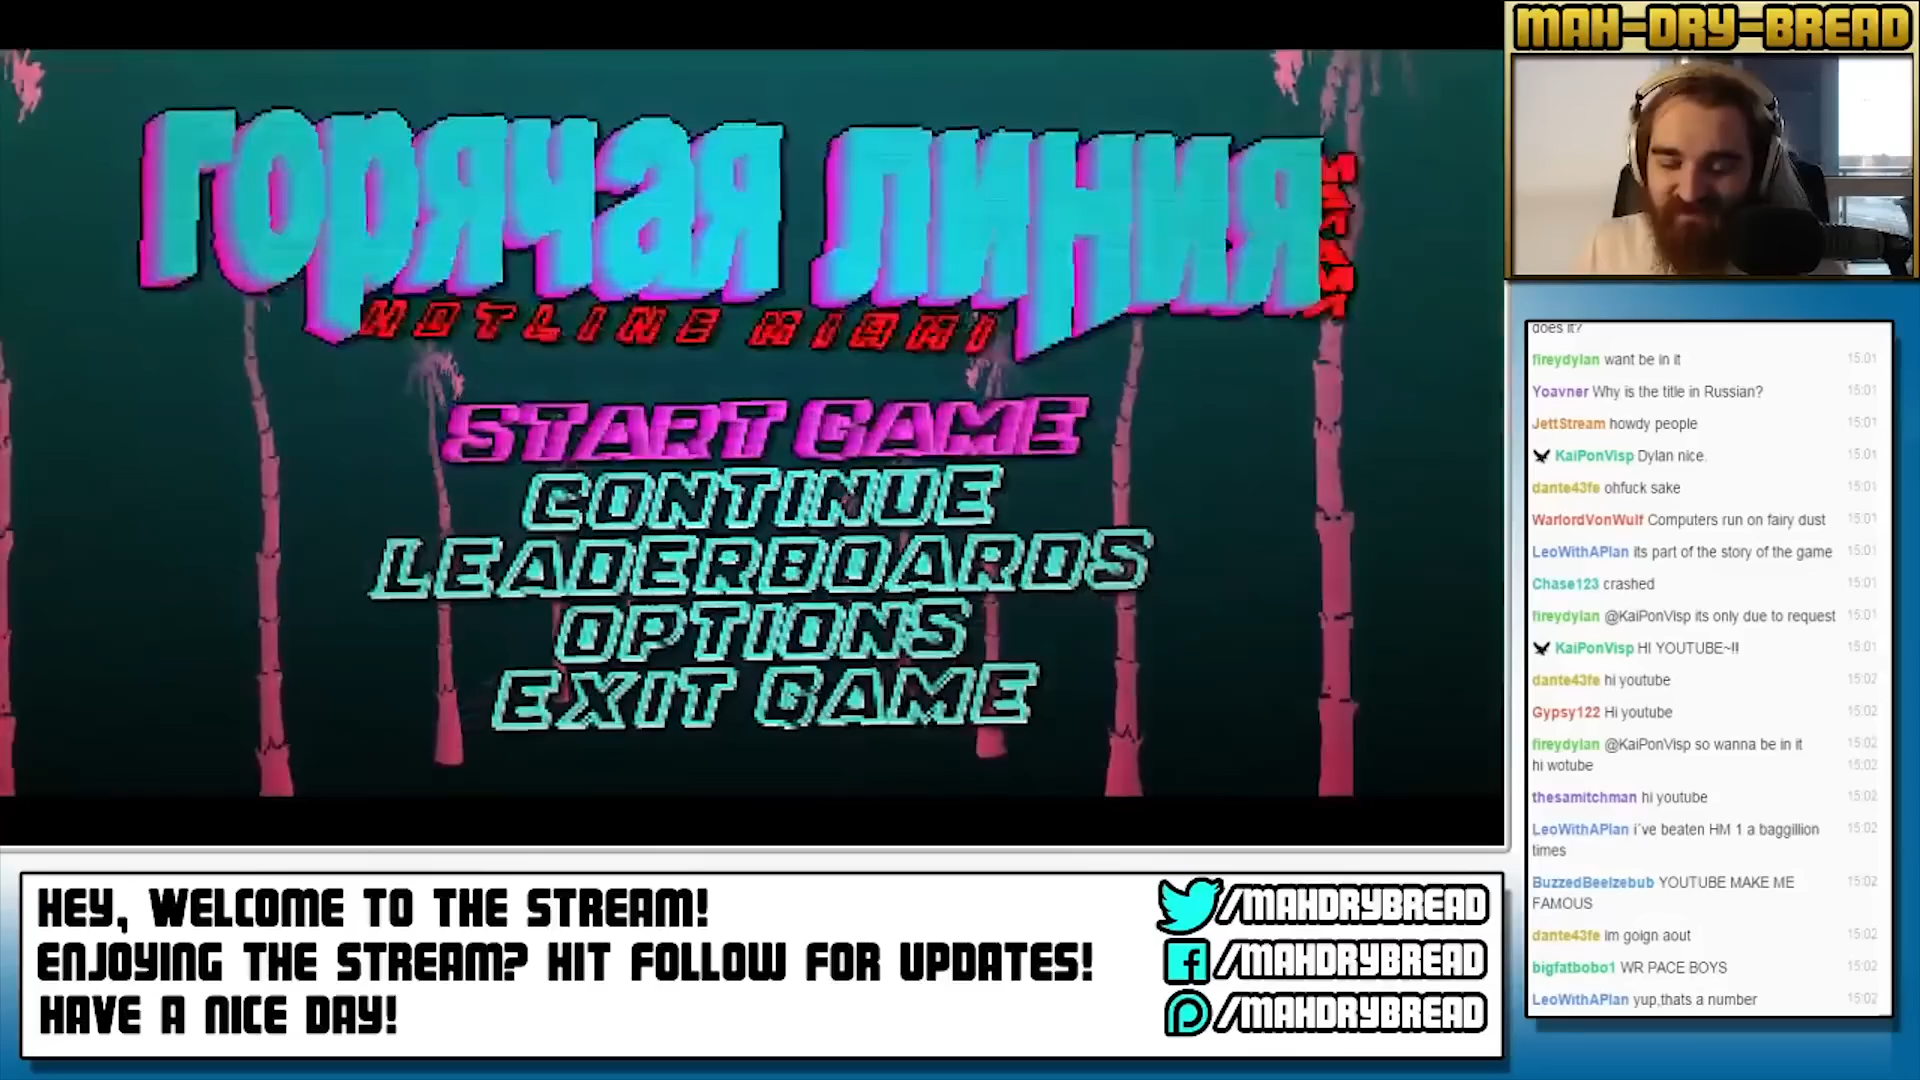 горячая линия
HOTLINE MIAMI
START GAME
CONTINUE
LEADERBOARDS
OPTIONS
EXIT GAME
MAH-DRY-BREAD
does it?
fireydylan want be in it 15:01
Yoavner Why is the title in Russian? 15:01
JettStream howdy people 15:01
KaiPonVisp Dylan nice. 15:01
dante43fe ohfuck sake 15:01
WarlordVonWulf Computers run on fairy dust 15:01
LeoWithAPlan its part of the story of the game 15:01
Chase123 crashed 15:01
fireydylan @KaiPonVisp its only due to request 15:01
KaiPonVisp HI YOUTUBE~!! 15:01
dante43fe hi youtube 15:02
Gypsy122 Hi youtube 15:02
fireydylan @KaiPonVisp so wanna be in it 15:02
hi wotube 15:02
thesamitchman hi youtube 15:02
LeoWithAPlan i´ve beaten HM 1 a baggillion 15:02
times
BuzzedBeelzebub YOUTUBE MAKE ME 15:02
FAMOUS
dante43fe im goign aout 15:02
bigfatbobo1 WR PACE BOYS 15:02
LeoWithAPlan yup,thats a number 15:02
HEY, WELCOME TO THE STREAM!
ENJOYING THE STREAM? HIT FOLLOW FOR UPDATES!
HAVE A NICE DAY!
/MAHDRYBREAD
/MAHDRYBREAD
/MAHDRYBREAD